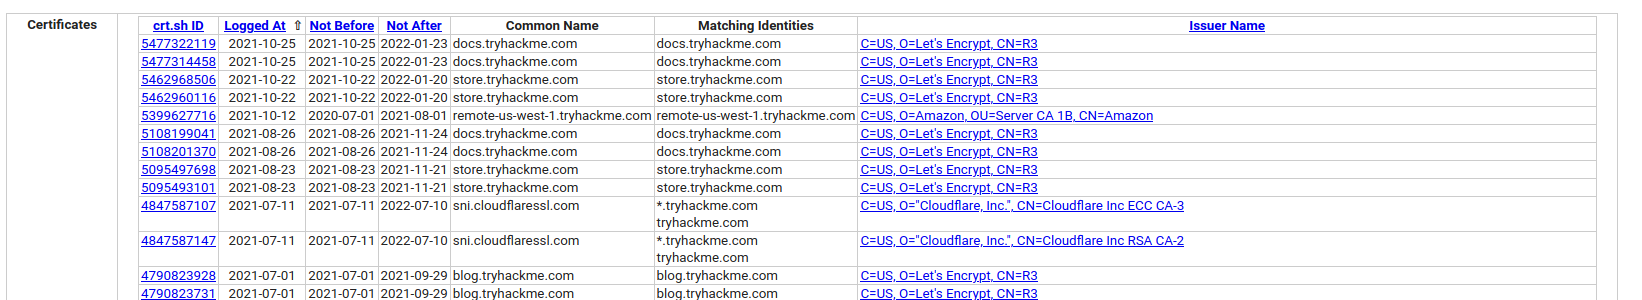 Certificates
crt.sh ID Logged At ⇧ Not Before Not After Common Name Matching Identities Issuer Name
5477322119 2021-10-25 2021-10-25 2022-01-23 docs.tryhackme.com docs.tryhackme.com C=US, O=Let's Encrypt, CN=R3
5477314458 2021-10-25 2021-10-25 2022-01-23 docs.tryhackme.com docs.tryhackme.com C=US, O=Let's Encrypt, CN=R3
5462968506 2021-10-22 2021-10-22 2022-01-20 store.tryhackme.com store.tryhackme.com C=US, O=Let's Encrypt, CN=R3
5462960116 2021-10-22 2021-10-22 2022-01-20 store.tryhackme.com store.tryhackme.com C=US, O=Let's Encrypt, CN=R3
5399627716 2021-10-12 2020-07-01 2021-08-01 remote-us-west-1.tryhackme.com remote-us-west-1.tryhackme.com C=US, O=Amazon, OU=Server CA 1B, CN=Amazon
5108199041 2021-08-26 2021-08-26 2021-11-24 docs.tryhackme.com docs.tryhackme.com C=US, O=Let's Encrypt, CN=R3
5108201370 2021-08-26 2021-08-26 2021-11-24 docs.tryhackme.com docs.tryhackme.com C=US, O=Let's Encrypt, CN=R3
5095497698 2021-08-23 2021-08-23 2021-11-21 store.tryhackme.com store.tryhackme.com C=US, O=Let's Encrypt, CN=R3
5095493101 2021-08-23 2021-08-23 2021-11-21 store.tryhackme.com store.tryhackme.com C=US, O=Let's Encrypt, CN=R3
4847587107 2021-07-11 2021-07-11 2022-07-10 sni.cloudflaressl.com *.tryhackme.com C=US, O="Cloudflare, Inc.", CN=Cloudflare Inc ECC CA-3
tryhackme.com
4847587147 2021-07-11 2021-07-11 2022-07-10 sni.cloudflaressl.com *.tryhackme.com C=US, O="Cloudflare, Inc.", CN=Cloudflare Inc RSA CA-2
tryhackme.com
4790823928 2021-07-01 2021-07-01 2021-09-29 blog.tryhackme.com blog.tryhackme.com C=US, O=Let's Encrypt, CN=R3
4790823731 2021-07-01 2021-07-01 2021-09-29 blog.tryhackme.com blog.tryhackme.com C=US, O=Let's Encrypt, CN=R3